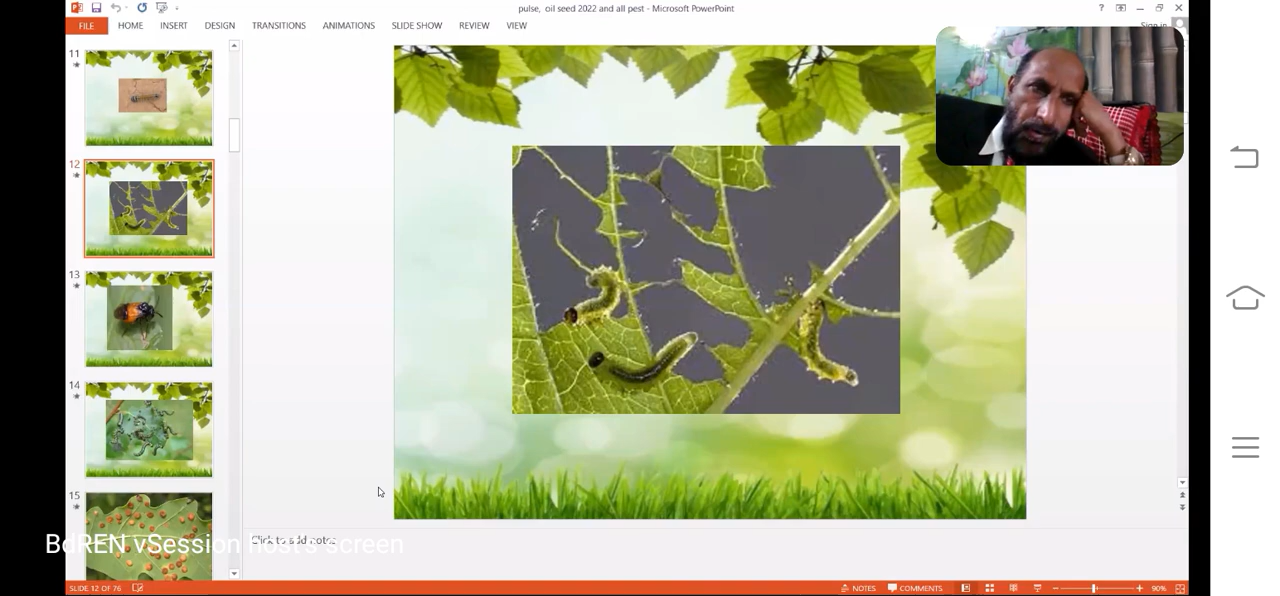 pulse, oil seed 2022 and all pest - Microsoft PowerPoint
Sign in
FILE HOME INSERT DESIGN TRANSITIONS ANIMATIONS SLIDE SHOW REVIEW VIEW
11
12
13
14
15
Click to add notes
BdREN vSession host's screen
SLIDE 12 OF 76
NOTES COMMENTS 90%